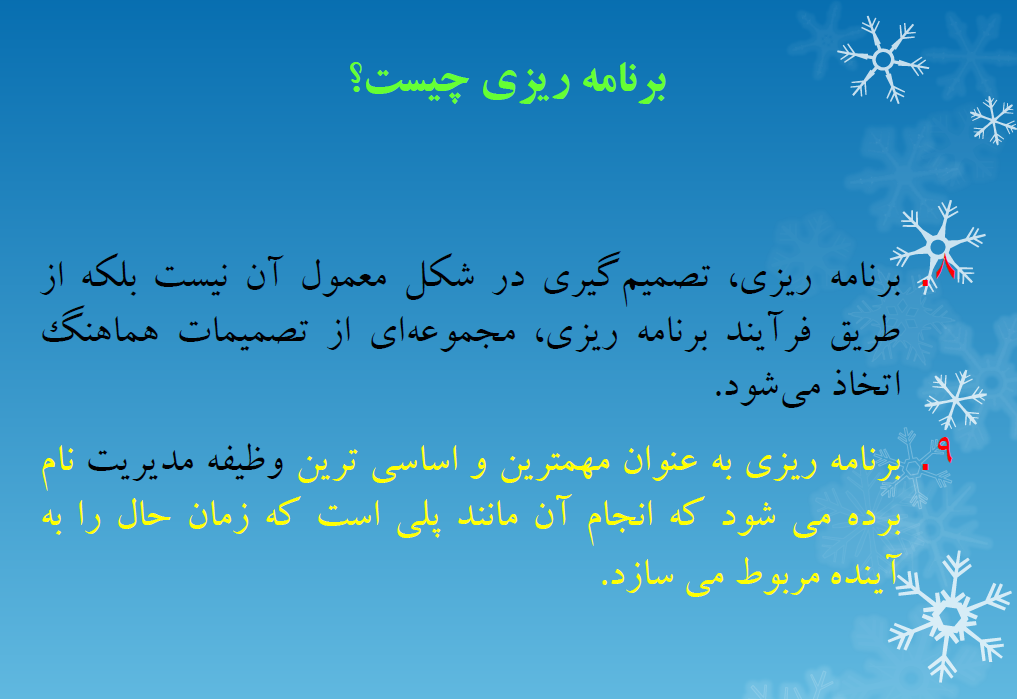 برنامه ریزی چیست؟
۸. برنامه ریزی، تصمیم‌گیری در شکل معمول آن نیست بلکه از
طریق فرآیند برنامه ریزی، مجموعه‌ای از تصمیمات هماهنگ
اتخاذ می‌شود.
۹. برنامه ریزی به عنوان مهمترین و اساسی ترین وظیفه مدیریت نام
برده می شود که انجام آن مانند پلی است که زمان حال را به
آینده مربوط می سازد.